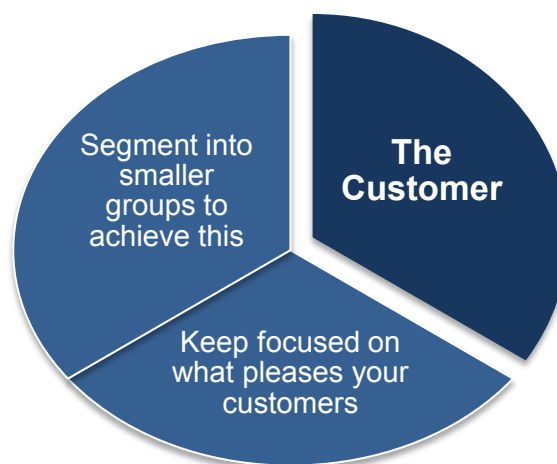 The
Customer
Keep focused on
what pleases your
customers
Segment into
smaller
groups to
achieve this